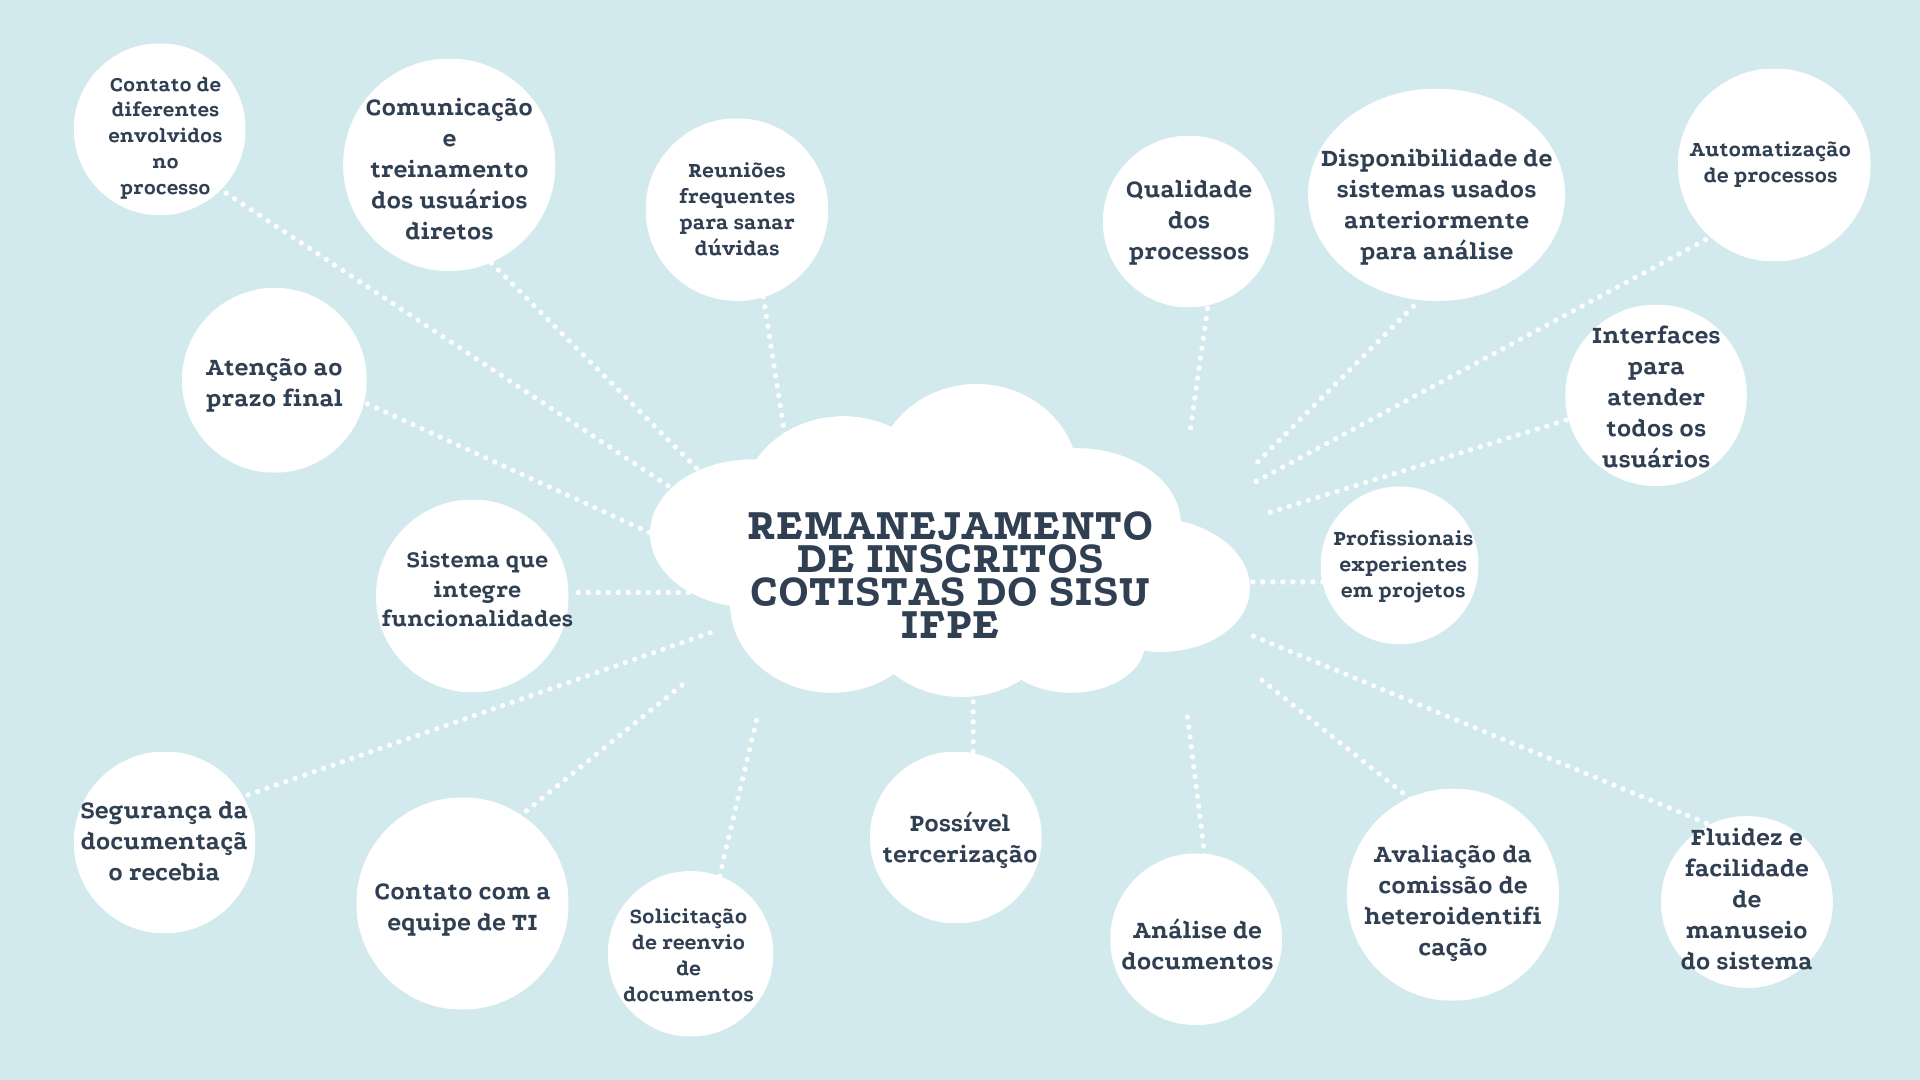 Contato de
diferentes
envolvidos
no
processo
Comunicação
e
treinamento
dos usuários
diretos
Reuniões
frequentes
para sanar
dúvidas
Qualidade
dos
processos
Disponibilidade de
sistemas usados
anteriormente
para análise
Automatização
de processos
Atenção ao
prazo final
Interfaces
para
atender
todos os
usuários
Sistema que
integre
funcionalidades
REMANEJAMENTO
DE INSCRITOS
COTISTAS DO SISU
IFPE
Profissionais
experientes
em projetos
Segurança da
documentaçã
o recebia
Contato com a
equipe de TI
Solicitação
de reenvio
de
documentos
Possível
tercerização
Análise de
documentos
Avaliação da
comissão de
heteroidentifi
cação
Fluidez e
facilidade
de
manuseio
do sistema